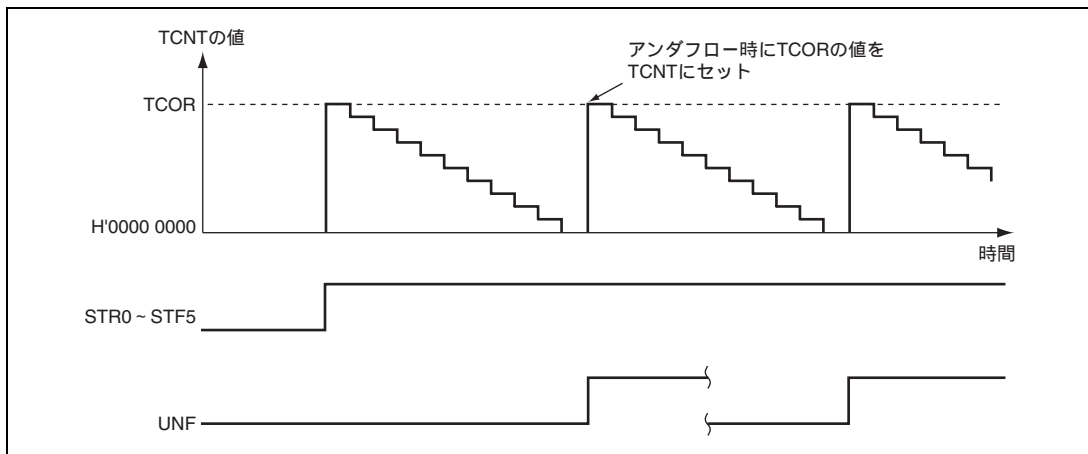 TCNTの値
アンダフロー時にTCORの値を
TCNTにセット
TCOR
H'0000 0000
時間
STR0 ~ STF5
UNF